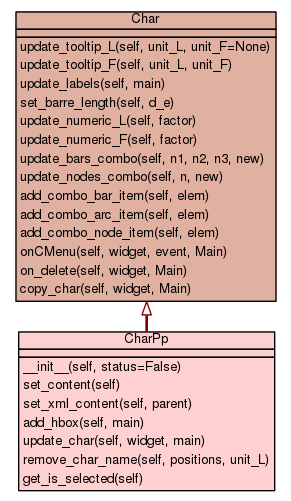 Char
update_tooltip_L(self, unit_L, unit_F=None)
update_tooltip_F(self, unit_L, unit_F)
update_labels(self, main)
set_barre_length(self, d_e)
update_numeric_L(self, factor)
update_numeric_F(self, factor)
update_bars_combo(self, n1, n2, n3, new)
update_nodes_combo(self, n, new)
add_combo_bar_item(self, elem)
add_combo_arc_item(self, elem)
add_combo_node_item(self, elem)
onCMenu(self, widget, event, Main)
on_delete(self, widget, Main)
copy_char(self, widget, Main)
CharPp
__init__(self, status=False)
set_content(self)
set_xml_content(self, parent)
add_hbox(self, main)
update_char(self, widget, main)
remove_char_name(self, positions, unit_L)
get_is_selected(self)